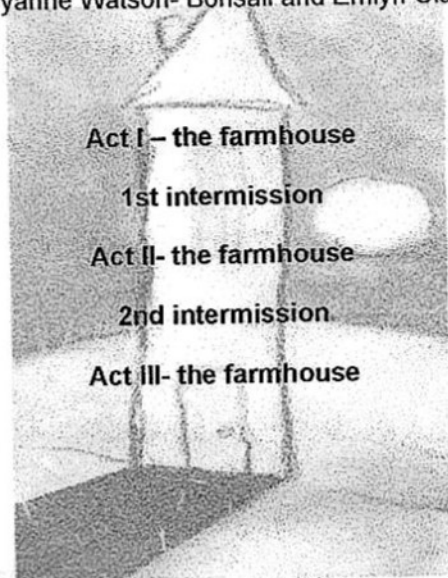 Watson- Bonsall and Emlyn
Act I – the farmhouse
1st intermission
Act II- the farmhouse
2nd intermission
Act III- the farmhouse